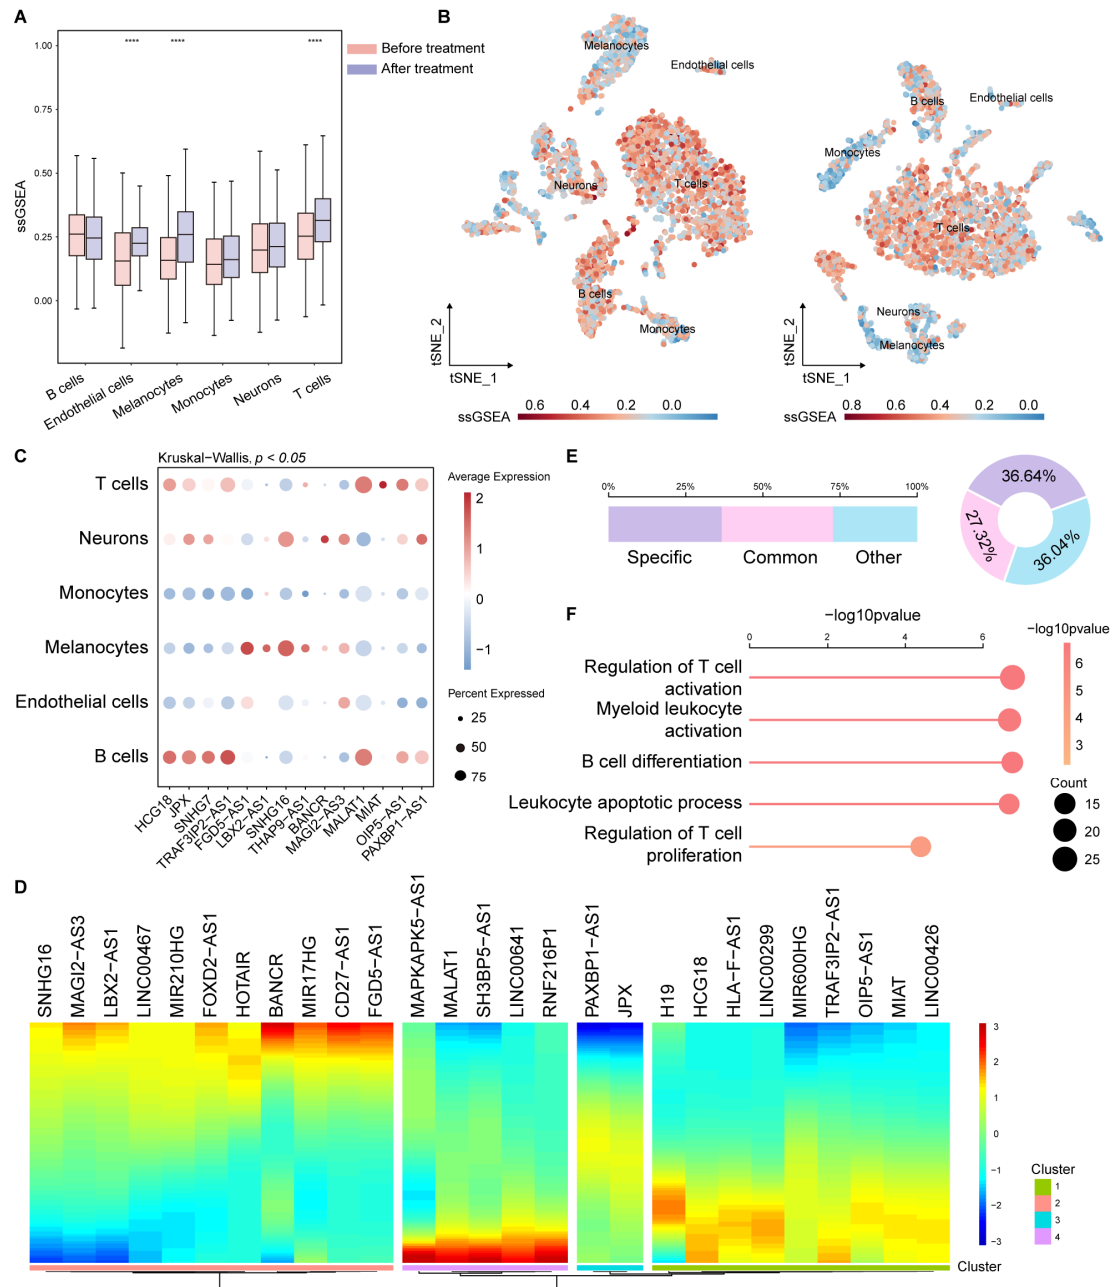 A
1.00
0.75
0.50
0.25
0.00
ssGSEA
****
****
****
Before treatment
After treatment
B cells
Endothelial cells
Melanocytes
Monocytes
Neurons
T cells
B
Melanocytes
Endothelial cells
Neurons
T cells
B cells
Monocytes
tSNE_2
tSNE_1
ssGSEA
0.6
0.4
0.2
0.0
B cells
Endothelial cells
Monocytes
T cells
Neurons
Melanocytes
tSNE_2
tSNE_1
ssGSEA
0.8
0.6
0.4
0.2
0.0
C
Kruskal−Wallis, p < 0.05
T cells
Neurons
Monocytes
Melanocytes
Endothelial cells
B cells
HCG18
JPX
SNHG7
TRAF3IP2−AS1
FGD5−AS1
LBX2−AS1
SNHG16
THAP9−AS1
BANCR
MAGI2−AS3
MALAT1
MIAT
OIP5−AS1
PAXBP1−AS1
Average Expression
2
1
0
−1
Percent Expressed
25
50
75
E
0%
25%
50%
75%
100%
Specific
Common
Other
36.64%
27.32%
36.04%
F
−log10pvalue
0
2
4
6
Regulation of T cell
activation
Myeloid leukocyte
activation
B cell differentiation
Leukocyte apoptotic process
Regulation of T cell
proliferation
−log10pvalue
6
5
4
3
Count
15
20
25
D
SNHG16
MAGI2−AS3
LBX2−AS1
LINC00467
MIR210HG
FOXD2−AS1
HOTAIR
BANCR
MIR17HG
CD27−AS1
FGD5−AS1
MAPKAPK5−AS1
MALAT1
SH3BP5−AS1
LINC00641
RNF216P1
PAXBP1−AS1
JPX
H19
HCG18
HLA−F−AS1
LINC00299
MIR600HG
TRAF3IP2−AS1
OIP5−AS1
MIAT
LINC00426
3
2
1
0
−1
−2
−3
Cluster
1
2
3
4
Cluster